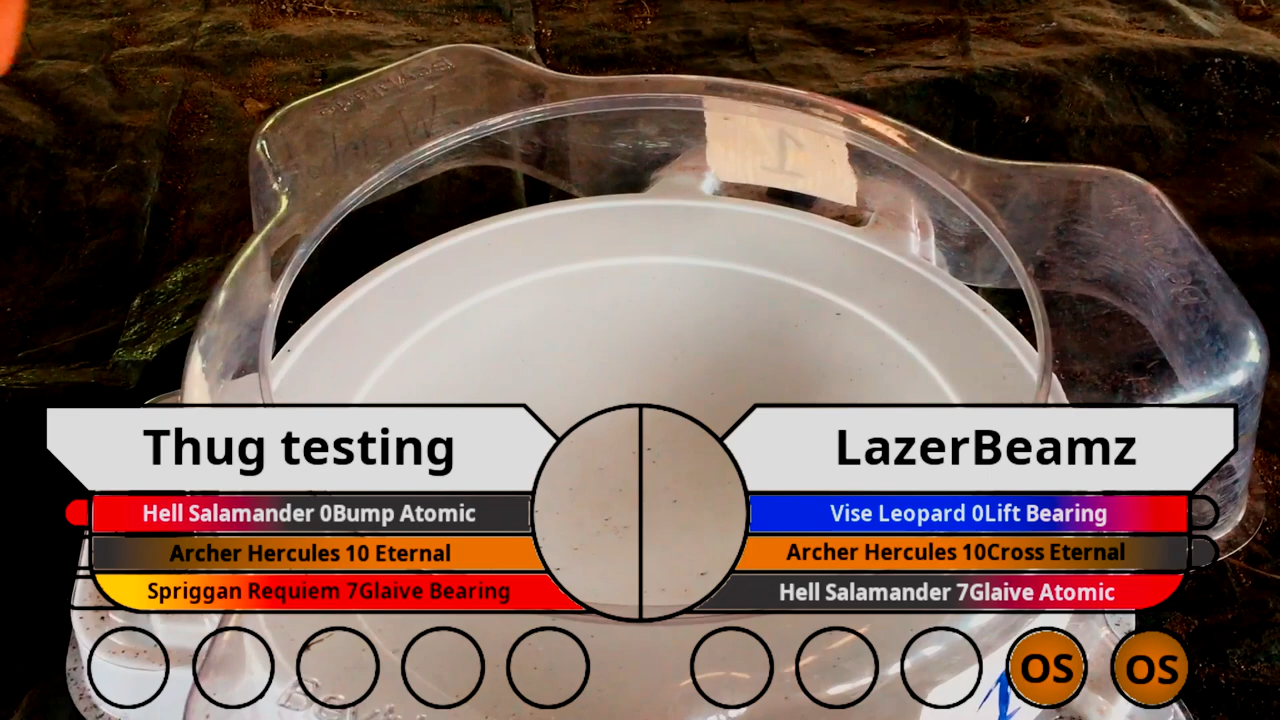 1
Thug testing
LazerBeamz
Hell Salamander 0Bump Atomic
Vise Leopard 0Lift Bearing
Archer Hercules 10 Eternal
Archer Hercules 10Cross Eternal
Spriggan Requiem 7Glaive Bearing
Hell Salamander 7Glaive Atomic
OS
OS